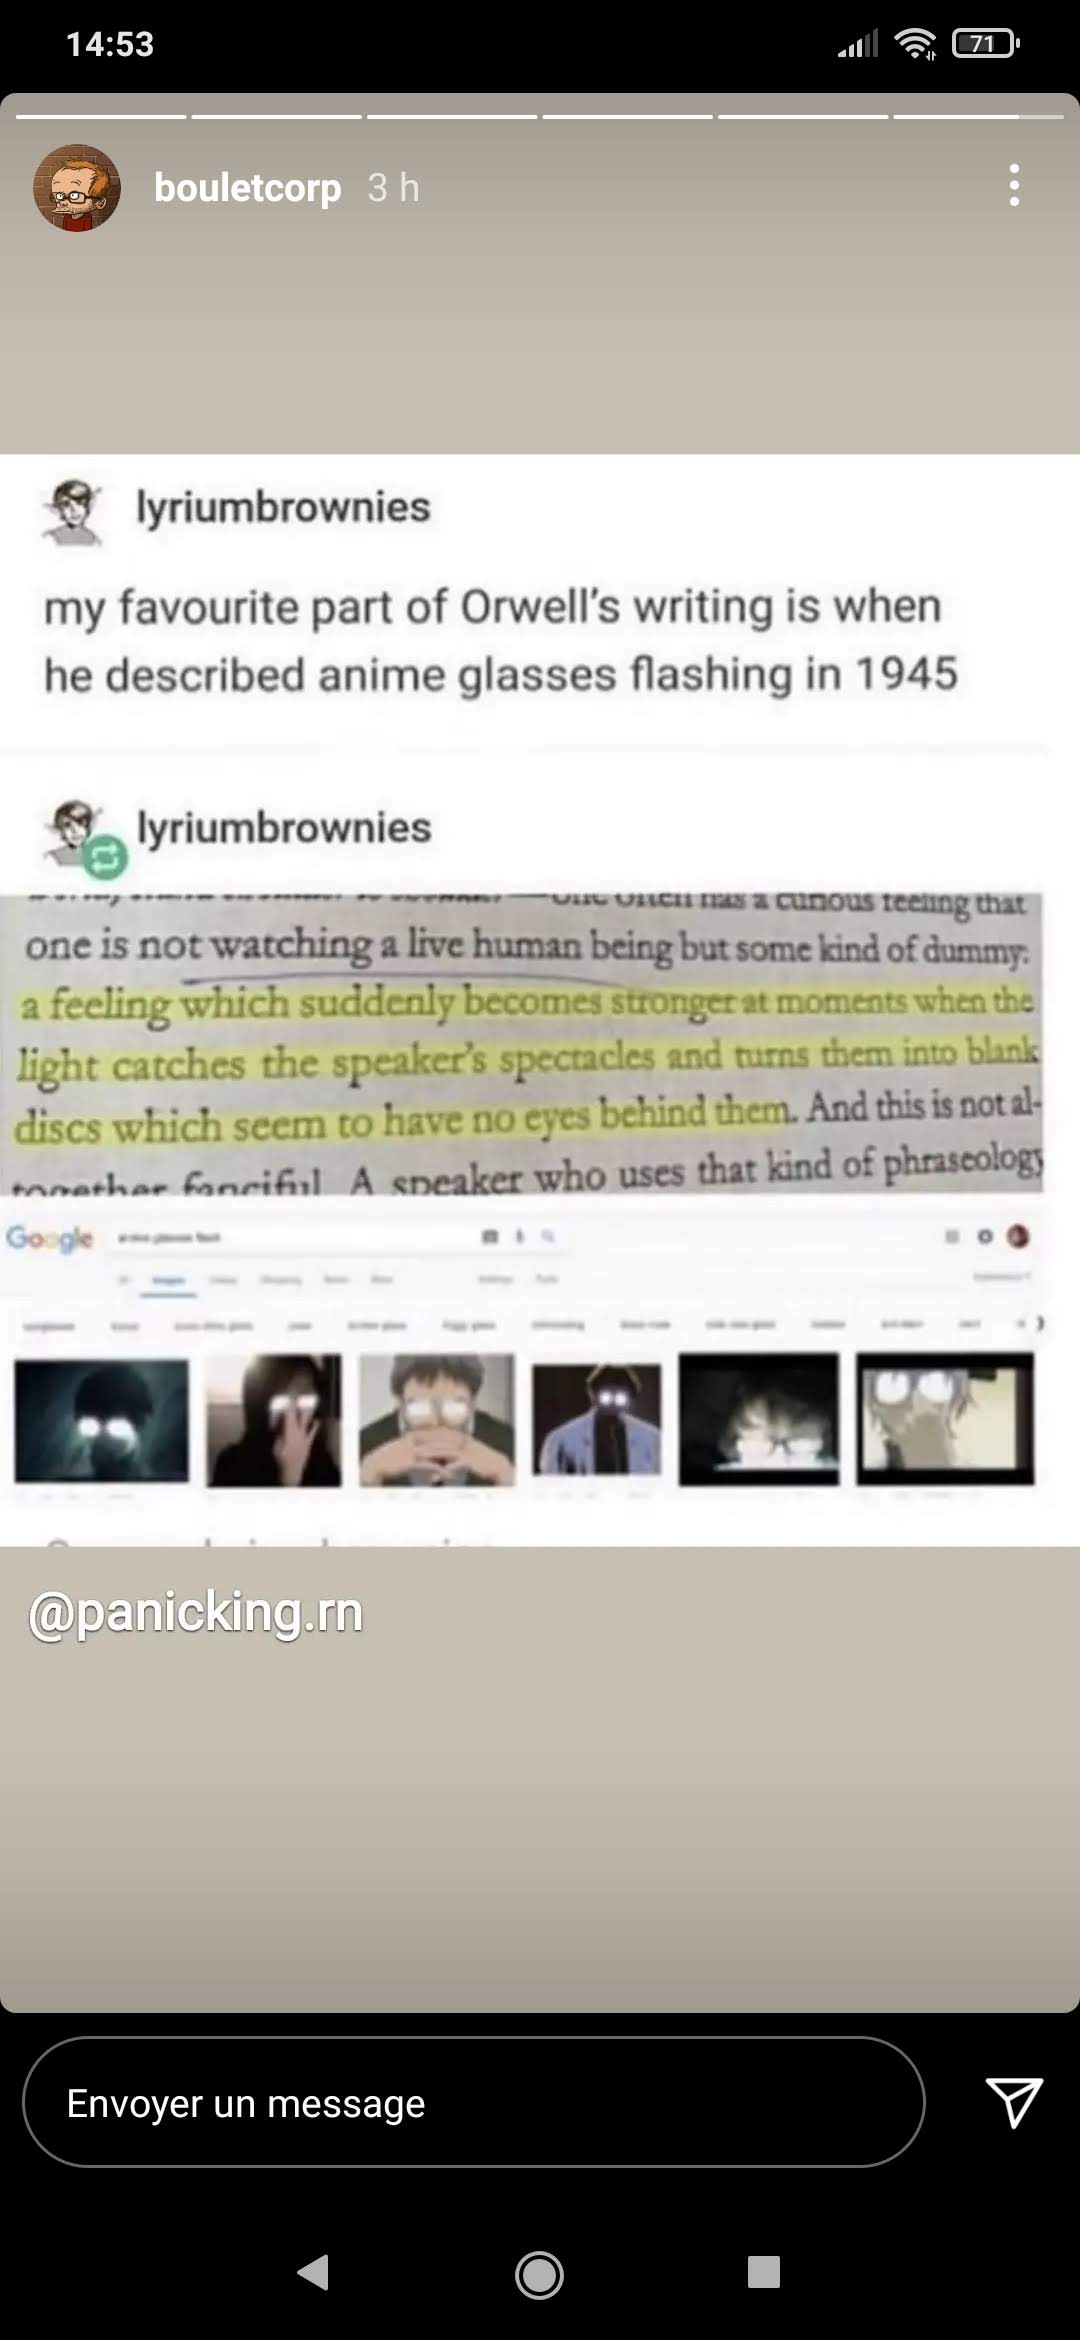 14:53
71
bouletcorp 3 h
lyriumbrownies
my favourite part of Orwell's writing is when
he described anime glasses flashing in 1945
lyriumbrownies
One often has a curious feeling that
one is not watching a live human being but some kind of dummy:
a feeling which suddenly becomes stronger at moments when the
light catches the speaker's spectacles and turns them into blank
discs which seem to have no eyes behind them. And this is not al-
together fanciful. A speaker who uses that kind of phraseology
Google anime glasses flash
@panicking.rn
Envoyer un message